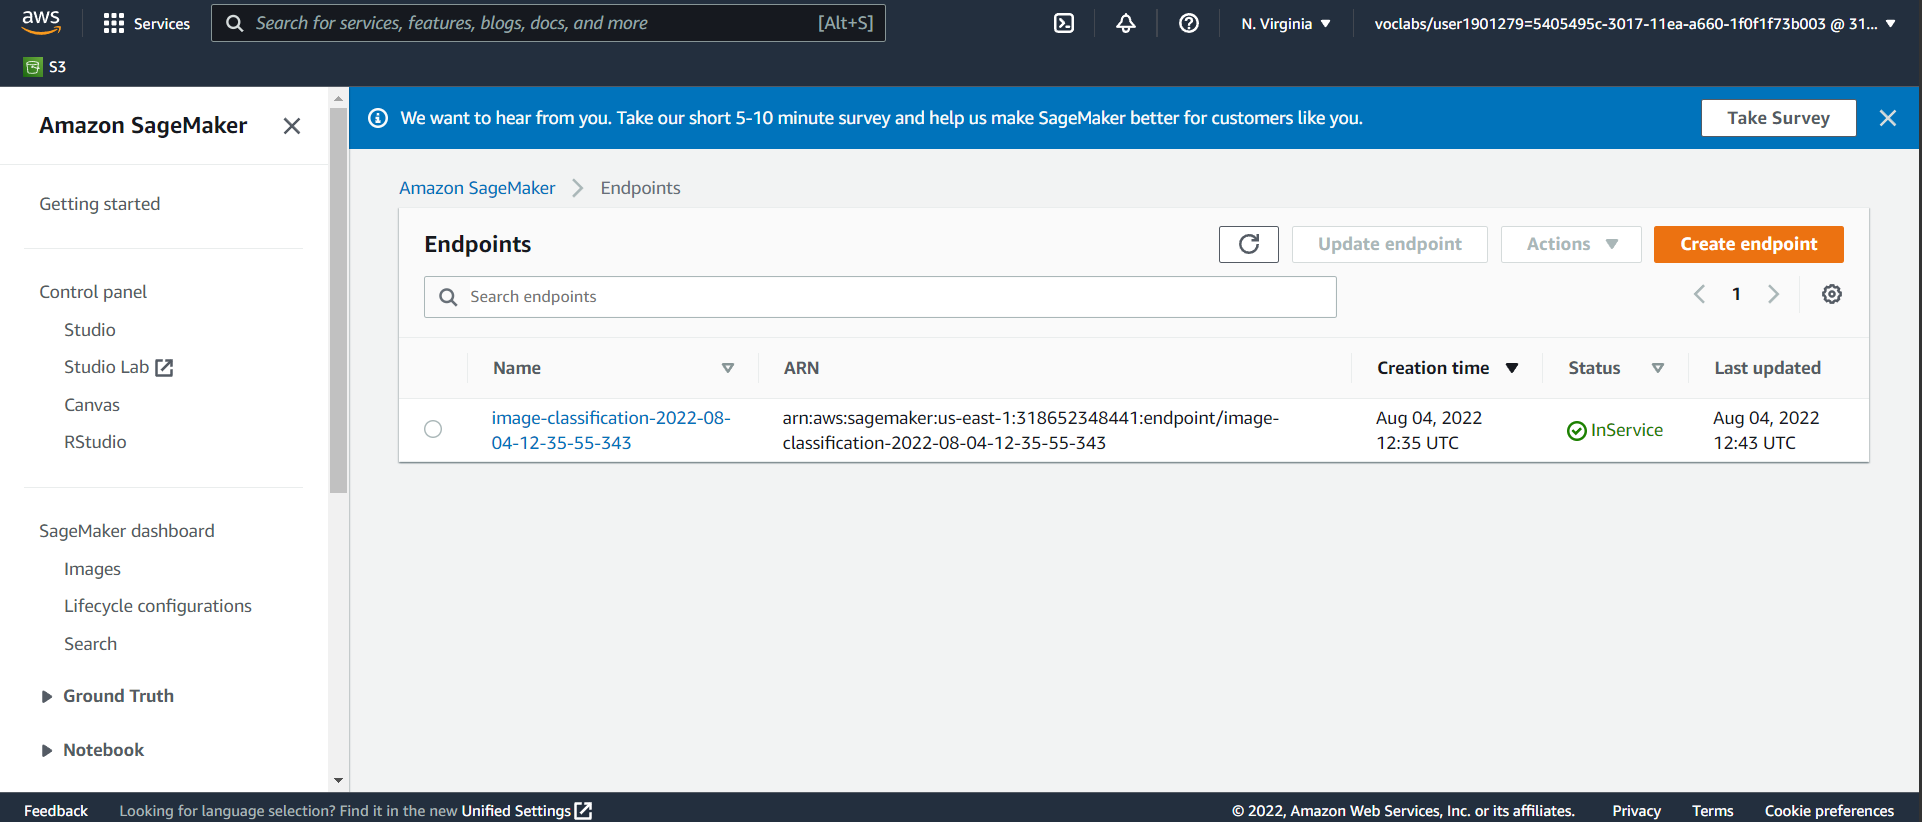 aws
Services
Search for services, features, blogs, docs, and more
[Alt+S]
N. Virginia
voclabs/user1901279=5405495c-3017-11ea-a660-1f0f1f73b003 @ 31...
S3
Amazon SageMaker
Getting started
Control panel
Studio
Studio Lab
Canvas
RStudio
SageMaker dashboard
Images
Lifecycle configurations
Search
Ground Truth
Notebook
We want to hear from you. Take our short 5-10 minute survey and help us make SageMaker better for customers like you.
Take Survey
Amazon SageMaker
Endpoints
Endpoints
Update endpoint
Actions
Create endpoint
Search endpoints
1
Name
ARN
Creation time
Status
Last updated
image-classification-2022-08-
04-12-35-55-343
arn:aws:sagemaker:us-east-1:318652348441:endpoint/image-
classification-2022-08-04-12-35-55-343
Aug 04, 2022
12:35 UTC
InService
Aug 04, 2022
12:43 UTC
Feedback
Looking for language selection? Find it in the new Unified Settings
© 2022, Amazon Web Services, Inc. or its affiliates.
Privacy
Terms
Cookie preferences